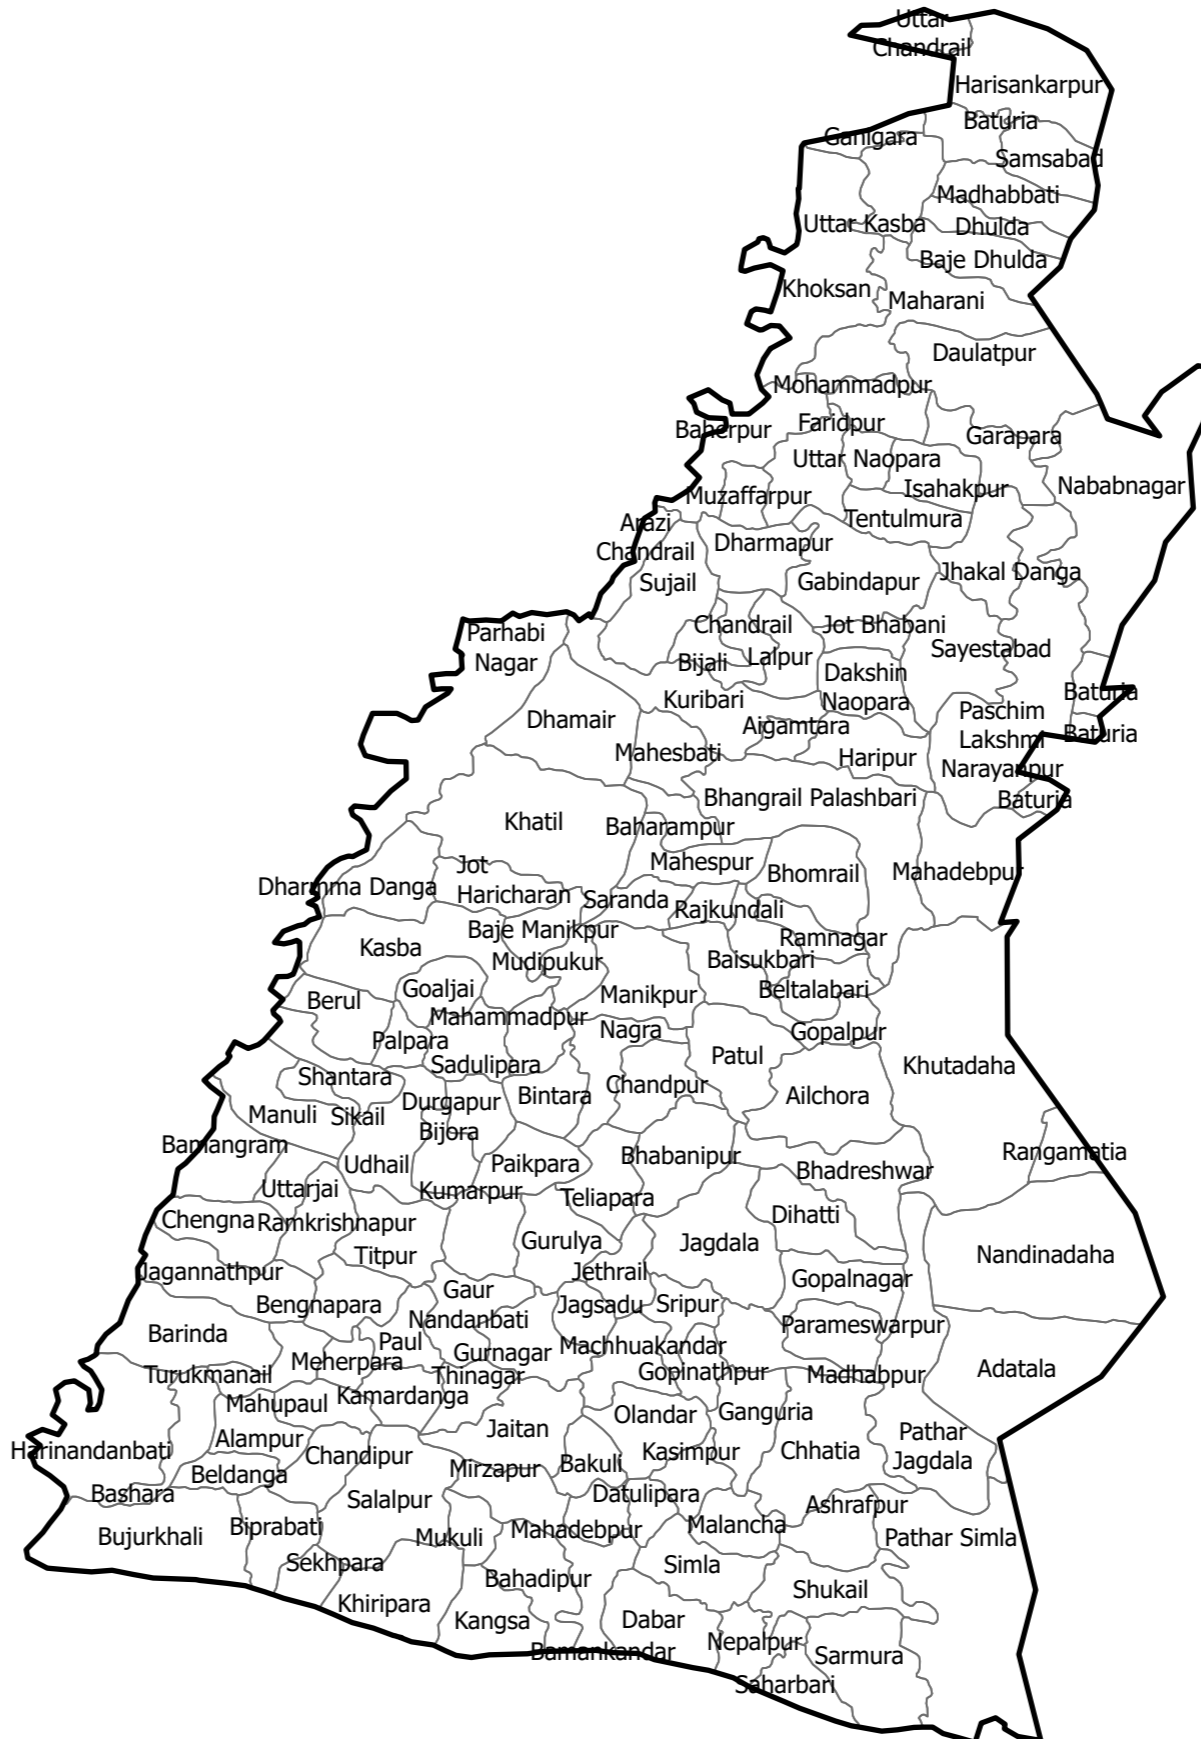 Uttar
Chandrail
Harisankarpur
Baturia
Ganigara
Samsabad
Madhabbati
Uttar Kasba
Dhulda
Baje Dhulda
Khoksan
Maharani
Daulatpur
Mohammadpur
Faridpur
Baherpur
Garapara
Uttar Naopara
Nababnagar
Isahakpur
Muzaffarpur
Tentulmura
Arazi
Chandrail
Dharmapur
Jhakal Danga
Sujail
Gabindapur
Chandrail
Jot Bhabani
Parhabi
Nagar
Sayestabad
Lalpur
Bijali
Dakshin
Naopara
Baturia
Kuribari
Paschim
Lakshmi
Narayanpur
Dhamair
Aigamtara
Baturia
Mahesbati
Haripur
Bhangrail Palashbari
Baturia
Khatil
Baharampur
Mahespur
Jot
Haricharan
Bhomrail
Mahadebpur
Dharmma Danga
Saranda
Rajkundali
Baje Manikpur
Ramnagar
Kasba
Mudipukur
Baisukbari
Goaljai
Beltalabari
Manikpur
Berul
Mahammadpur
Nagra
Gopalpur
Palpara
Patul
Sadulipara
Khutadaha
Shantara
Chandpur
Bintara
Ailchora
Durgapur
Manuli
Sikail
Bijora
Bamangram
Rangamatia
Bhabanipur
Udhail
Paikpara
Bhadreshwar
Uttarjai
Kumarpur
Teliapara
Dihatti
Chengna
Ramkrishnapur
Gurulya
Jagdala
Titpur
Nandinadaha
Jagannathpur
Jethrail
Gopalnagar
Gaur
Bengnapara
Jagsadu
Sripur
Nandanbati
Parameswarpur
Barinda
Paul
Machhuakandar
Gurnagar
Meherpara
Adatala
Turukmanail
Thinagar
Gopinathpur
Madhabpur
Kamardanga
Mahupaul
Olandar
Ganguria
Jaitan
Pathar
Jagdala
Alampur
Harinandanbati
Chandipur
Kasimpur
Chhatia
Bakuli
Mirzapur
Beldanga
Bashara
Salalpur
Datulipara
Ashrafpur
Malancha
Biprabati
Bujurkhali
Mukuli
Mahadebpur
Pathar Simla
Sekhpara
Simla
Bahadipur
Shukail
Khiripara
Kangsa
Dabar
Nepalpur
Bamankandar
Sarmura
Saharbari